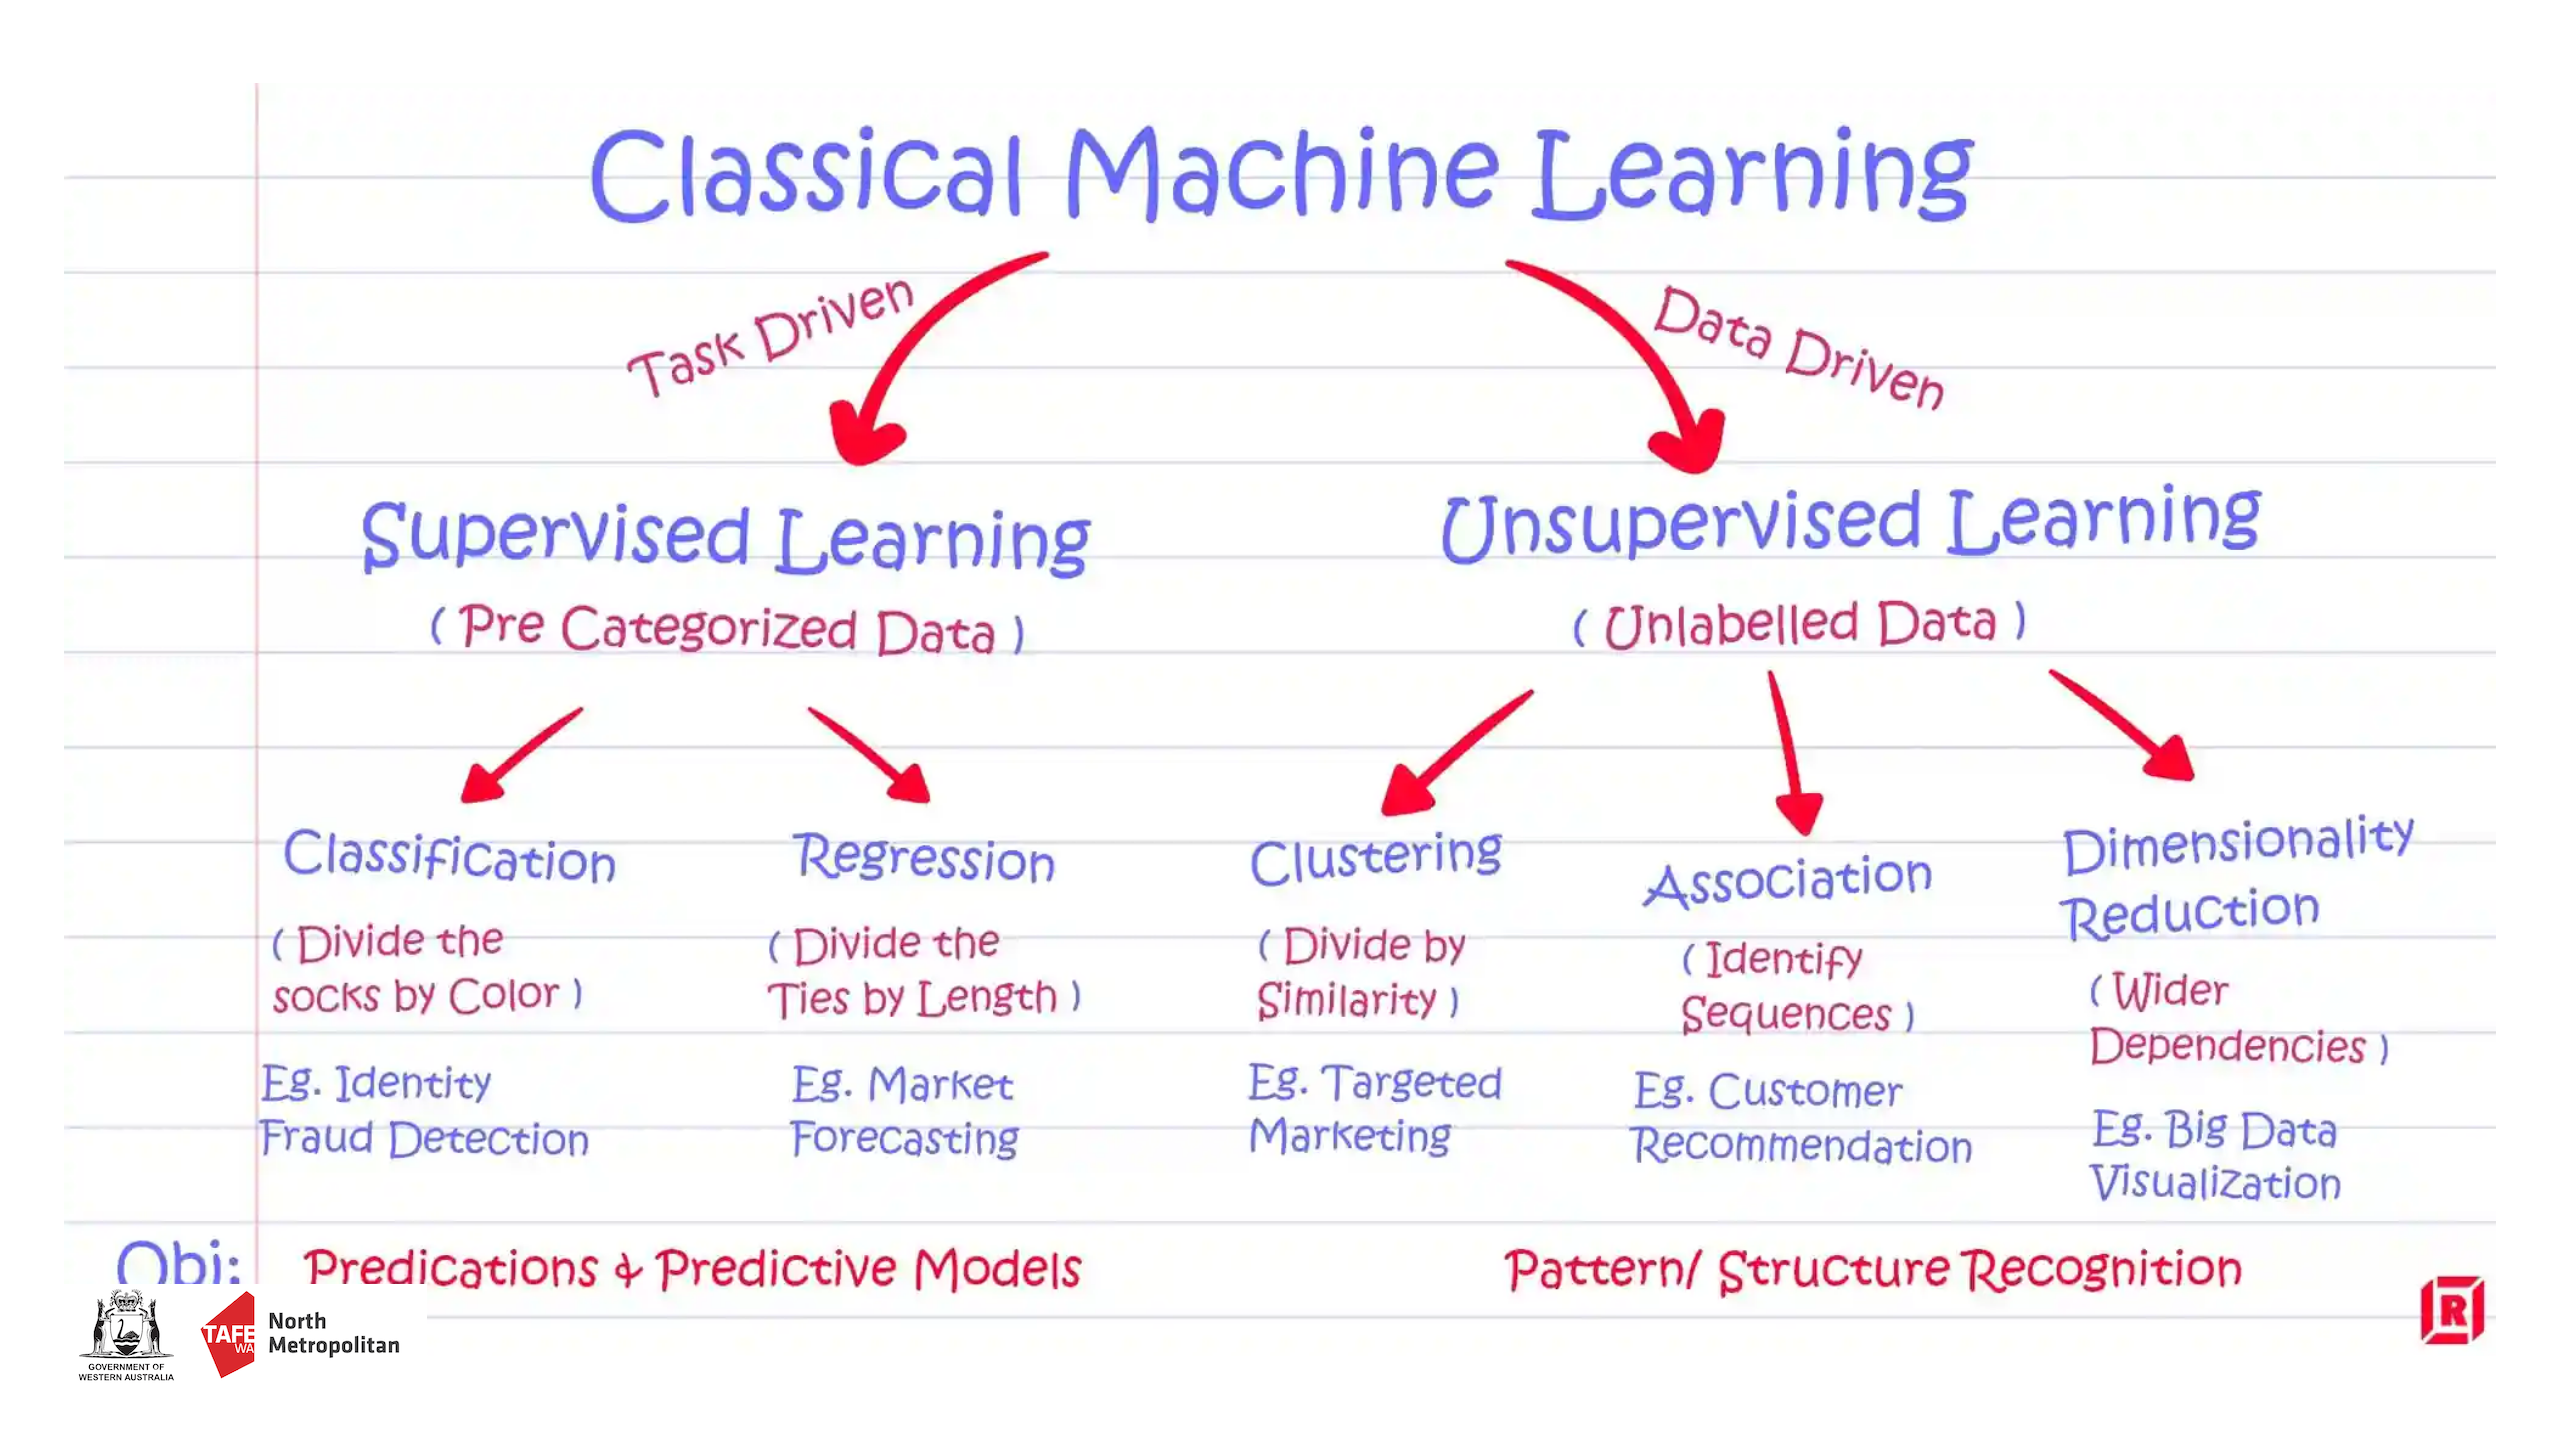 Classical Machine Learning
Task Driven
Data Driven
Supervised Learning
( Pre Categorized Data )
Unsupervised Learning
( Unlabelled Data )
Classification
( Divide the
socks by Color )
Eg. Identity
Fraud Detection
Regression
( Divide the
Ties by Length )
Eg. Market
Forecasting
Clustering
( Divide by
Similarity )
Eg. Targeted
Marketing
Association
( Identify
Sequences )
Eg. Customer
Recommendation
Dimensionality
Reduction
( Wider
Dependencies )
Eg. Big Data
Visualization
Obj: Predications & Predictive Models
Pattern/ Structure Recognition
GOVERNMENT OF
WESTERN AUSTRALIA
TAFE
WA
North
Metropolitan
R